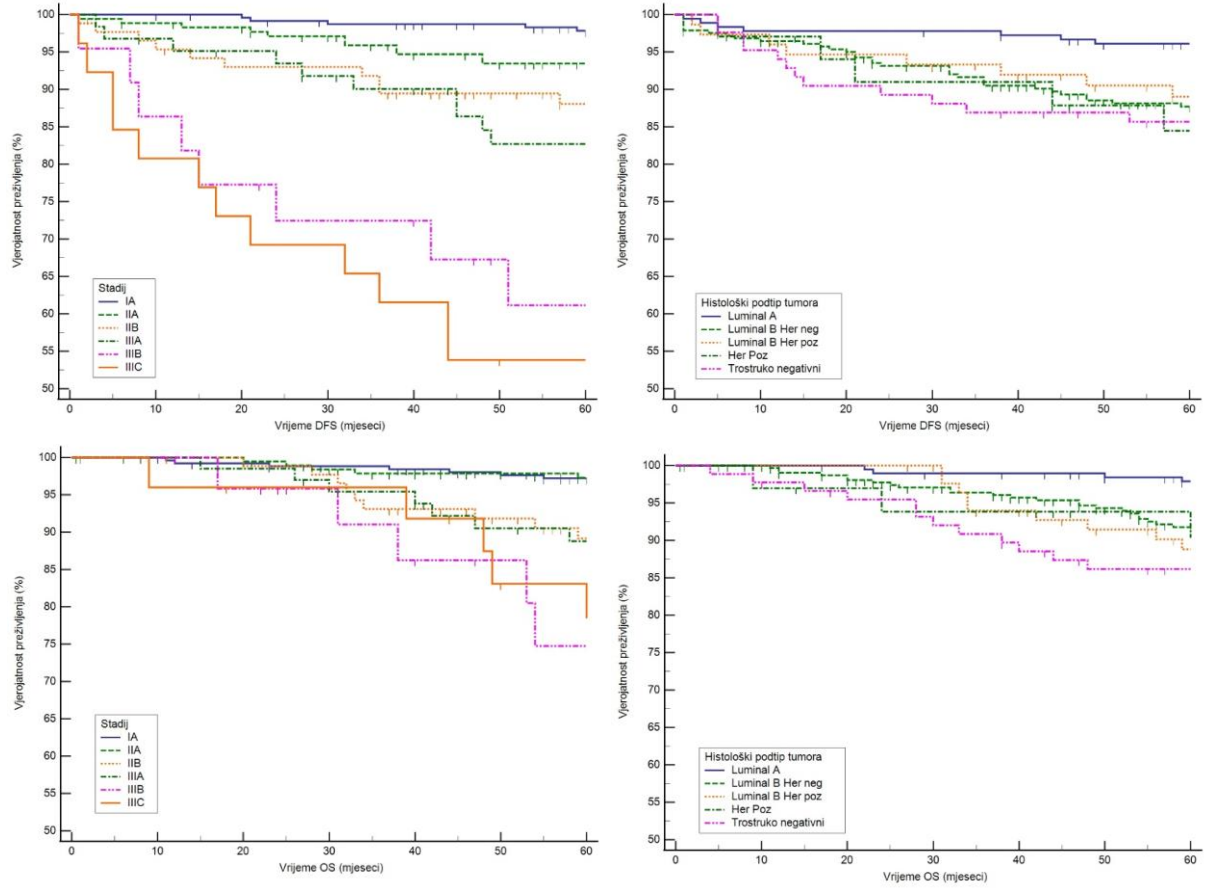 Vjerojatnost preživljenja (%)
100
95
90
85
80
75
70
65
60
55
50
Stadij
IA
IIA
IIB
IIIA
IIIB
IIIC
0
10
20
30
40
50
60
Vrijeme DFS (mjeseci)
Vjerojatnost preživljenja (%)
100
95
90
85
80
75
70
65
60
55
50
Histološki podtip tumora
Luminal A
Luminal B Her neg
Luminal B Her poz
Her Poz
Trostruko negativni
0
10
20
30
40
50
60
Vrijeme DFS (mjeseci)
Vjerojatnost preživljenja (%)
100
95
90
85
80
75
70
65
60
55
50
Stadij
IA
IIA
IIB
IIIA
IIIB
IIIC
0
10
20
30
40
50
60
Vrijeme OS (mjeseci)
Vjerojatnost preživljenja (%)
100
95
90
85
80
75
70
65
60
55
50
Histološki podtip tumora
Luminal A
Luminal B Her neg
Luminal B Her poz
Her Poz
Trostruko negativni
0
10
20
30
40
50
60
Vrijeme OS (mjeseci)